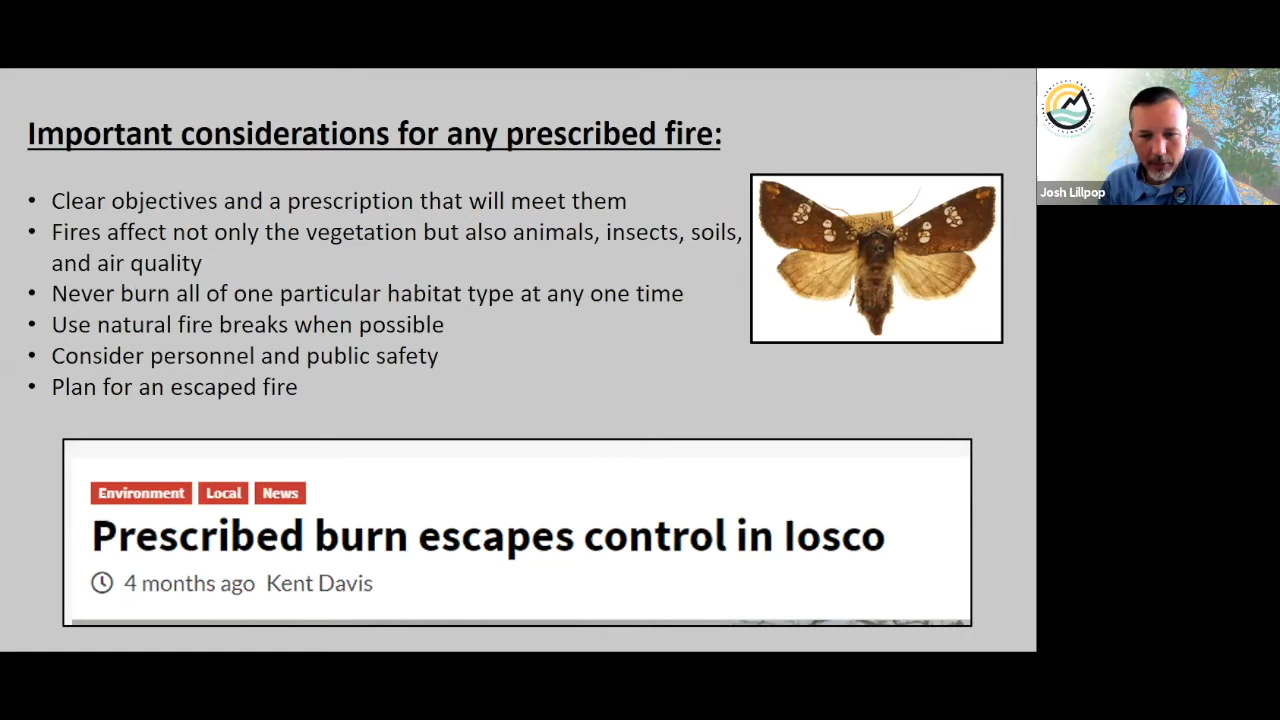 Important considerations for any prescribed fire:
• Clear objectives and a prescription that will meet them
• Fires affect not only the vegetation but also animals, insects, soils,
and air quality
• Never burn all of one particular habitat type at any one time
• Use natural fire breaks when possible
• Consider personnel and public safety
• Plan for an escaped fire
Josh Lillpop
Environment Local News
Prescribed burn escapes control in Iosco
4 months ago Kent Davis